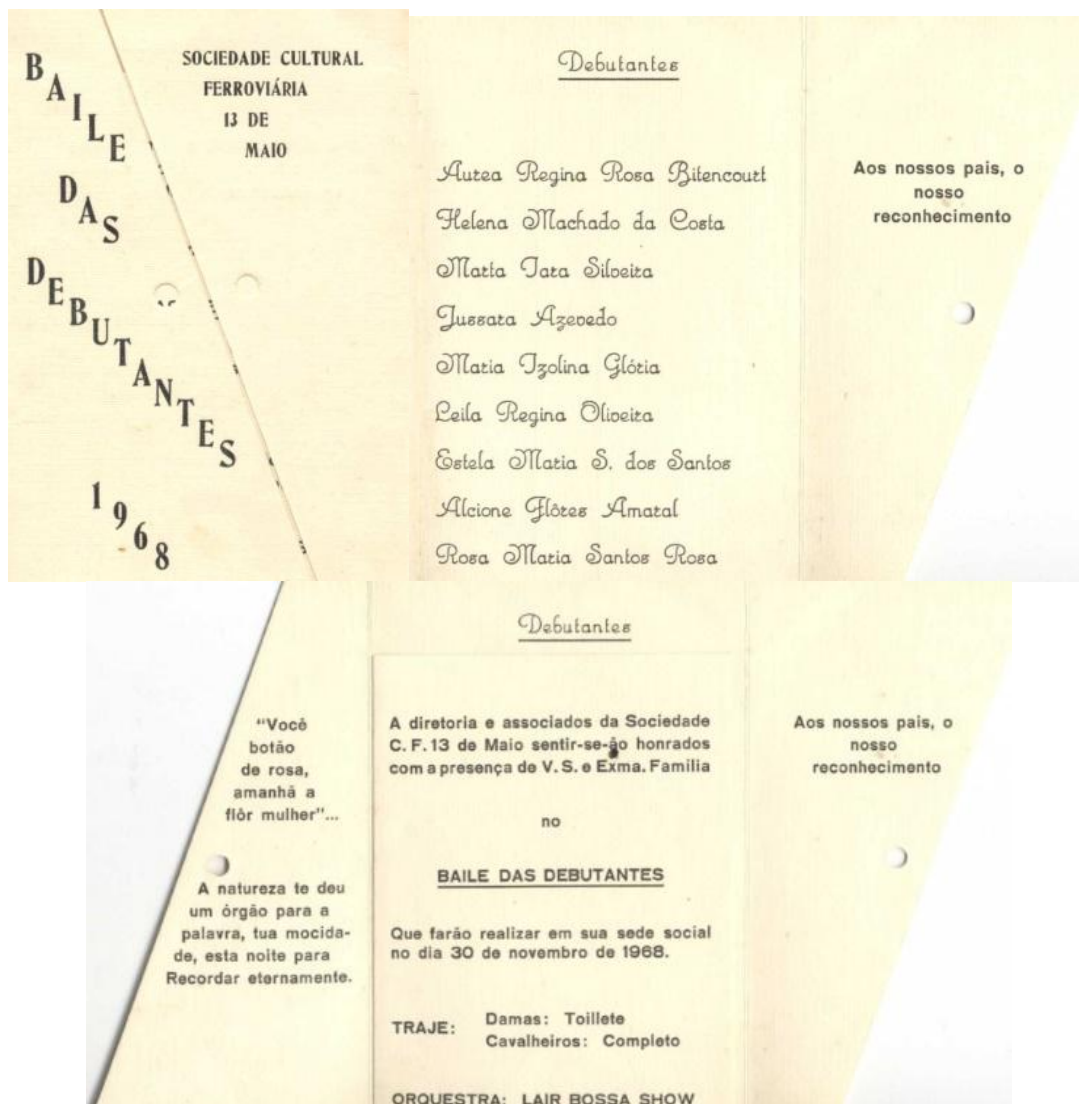 BAILE
DAS
DEBUTANTES
1968
SOCIEDADE CULTURAL
FERROVIÁRIA
13 DE
MAIO
Debutantes
Aurea Regina Rosa Bitencourt
Helena Machado da Costa
Marta Iara Silveira
Jussara Azevedo
Maria Izolina Glória
Leila Regina Oliveira
Estela Maria S. dos Santos
Alcione Flôres Amaral
Rosa Maria Santos Rosa
Aos nossos pais, o
nosso
reconhecimento
"Você
botão
de rosa,
amanhã a
flôr mulher"...
A natureza te deu
um órgão para a
palavra, tua mocida-
de, esta noite para
Recordar eternamente.
Debutantes
A diretoria e associados da Sociedade
C. F. 13 de Maio sentir-se-ão honrados
com a presença de V. S. e Exma. Familia
no
BAILE DAS DEBUTANTES
Que farão realizar em sua sede social
no dia 30 de novembro de 1968.
TRAJE: Damas: Toillete
Cavalheiros: Completo
ORQUESTRA: LAIR BOSSA SHOW
Aos nossos pais, o
nosso
reconhecimento